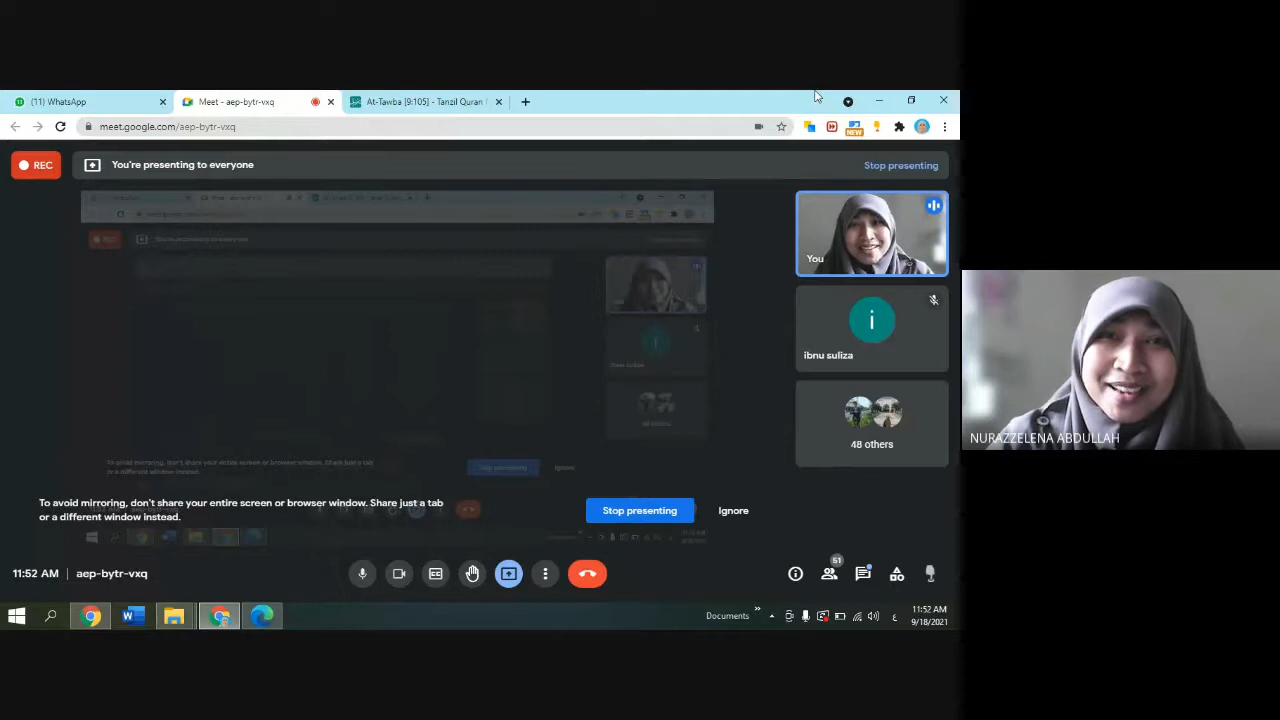 (11) WhatsApp
Meet - aep-bytr-vxq
At-Tawba [9:105] - Tanzil Quran
meet.google.com/aep-bytr-vxq
NEW
REC
You're presenting to everyone
Stop presenting
You
i
ibnu suliza
48 others
NURAZZELENA ABDULLAH
To avoid mirroring, don't share your entire screen or browser window. Share just a tab
or a different window instead.
Stop presenting
Ignore
11:52 AM | aep-bytr-vxq
51
Documents
ع
11:52 AM
9/18/2021